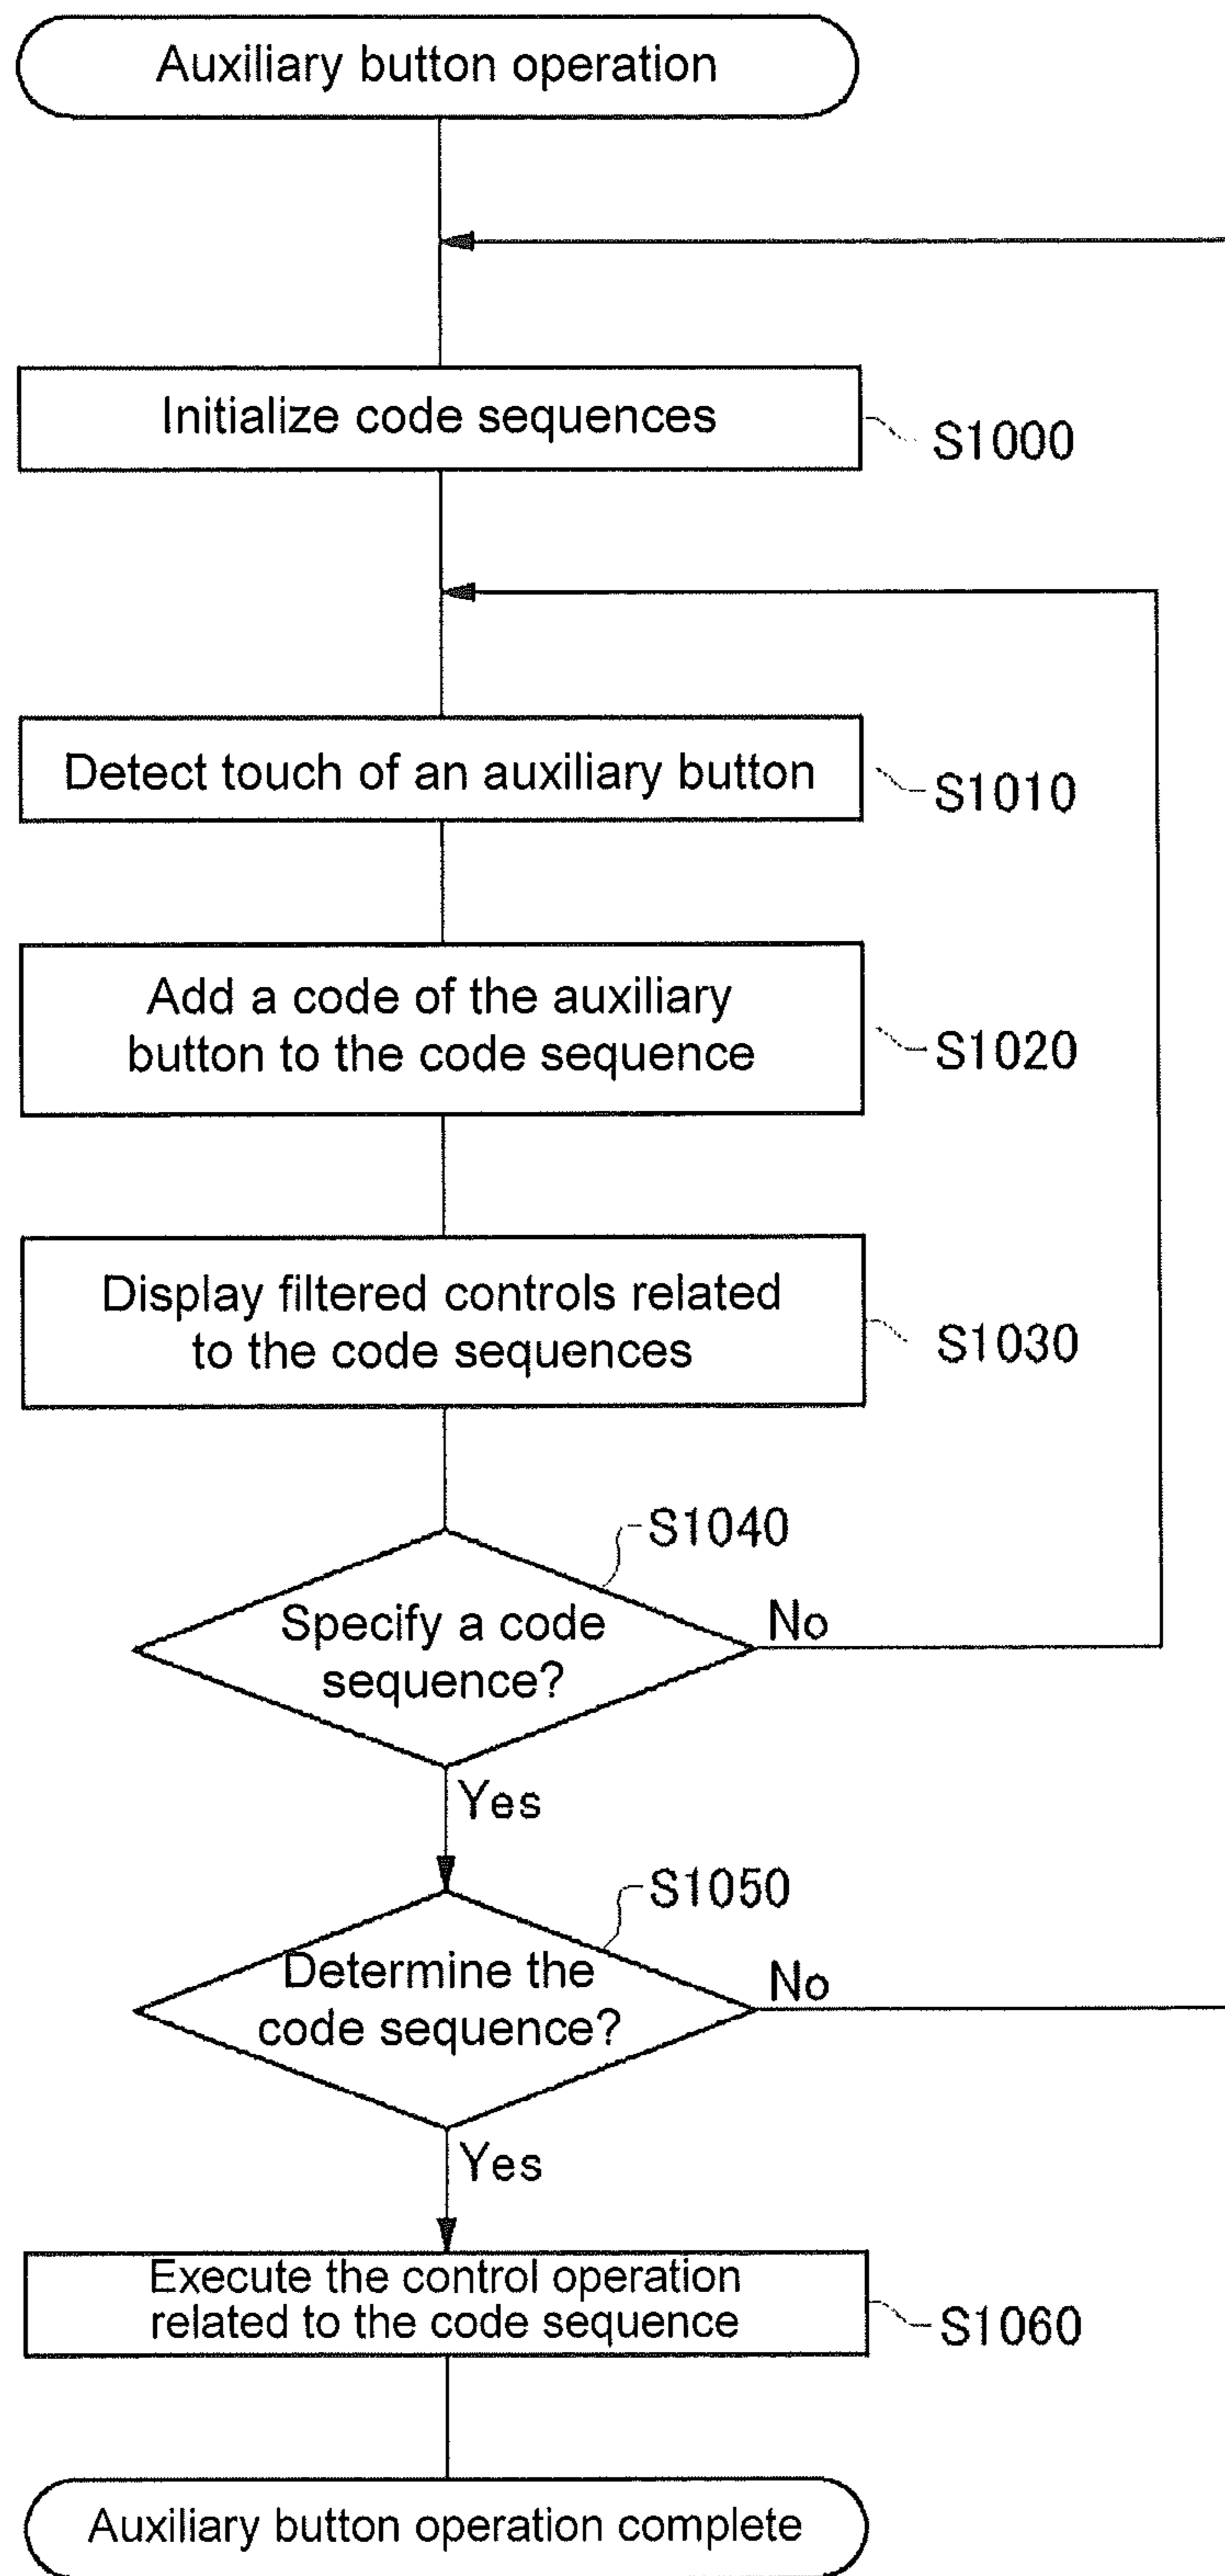 Auxiliary button operation
Initialize code sequences
S1000
Detect touch of an auxiliary button
S1010
Add a code of the auxiliary
button to the code sequence
S1020
Display filtered controls related
to the code sequences
S1030
S1040
Specify a code
sequence?
No
Yes
S1050
Determine the
code sequence?
No
Yes
Execute the control operation
related to the code sequence
S1060
Auxiliary button operation complete